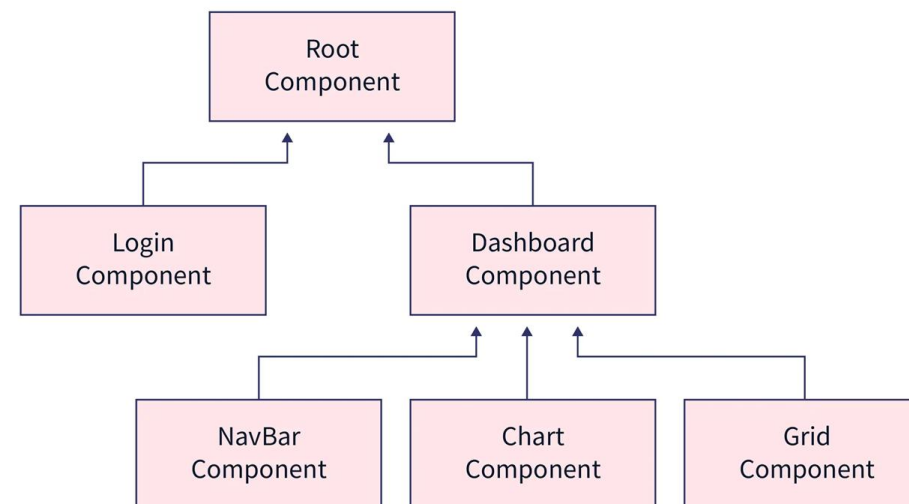 Root
Component
Login
Component
Dashboard
Component
NavBar
Component
Chart
Component
Grid
Component